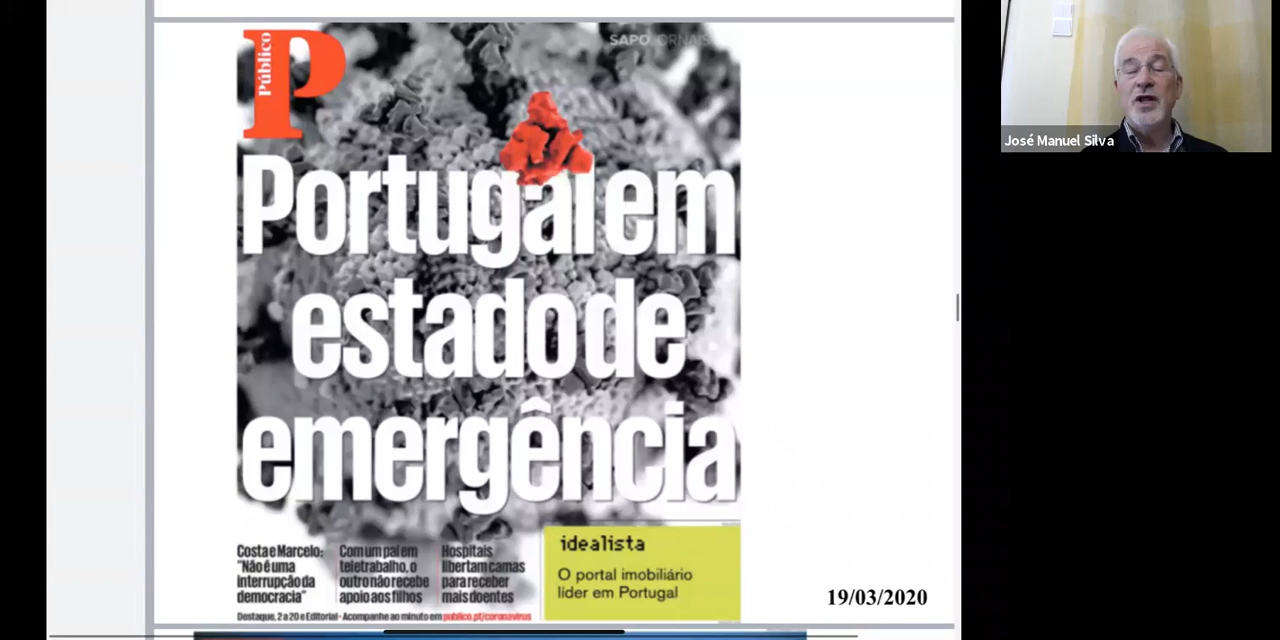 Público
P
SAPO JORNAIS
Portugal em
estado de
emergência
Costa e Marcelo:
"Não é uma
interrupção da
democracia"
Com um pai em
teletrabalho, o
outro não recebe
apoio aos filhos
Hospitais
libertam camas
para receber
mais doentes
Destaque, 2 a 20 e Editorial · Acompanhe ao minuto em publico.pt/coronavirus
idealista
O portal imobiliário
líder em Portugal
19/03/2020
José Manuel Silva